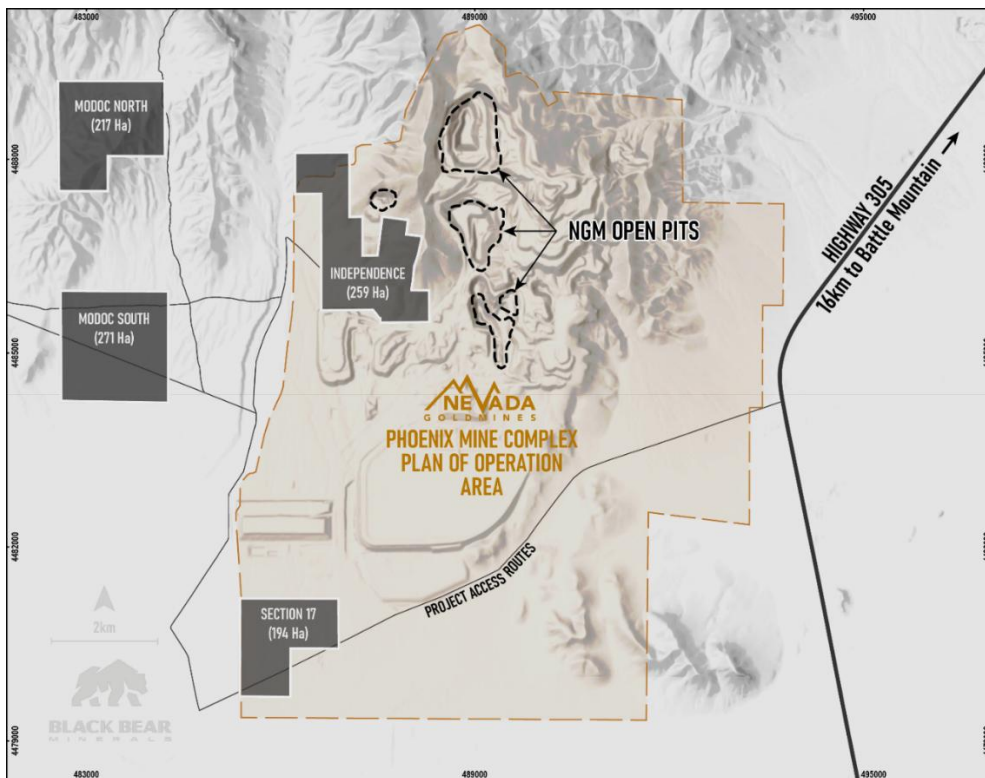 483000
489000
495000
MODOC NORTH
(217 Ha)
4488000
NGM OPEN PITS
HIGHWAY 305
16km to Battle Mountain
INDEPENDENCE
(259 Ha)
MODOC SOUTH
(271 Ha)
4485000
NEVADA
GOLDMINES
PHOENIX MINE COMPLEX
PLAN OF OPERATION
AREA
4482000
PROJECT ACCESS ROUTES
SECTION 17
(194 Ha)
2km
BLACK BEAR
MINERALS
4479000
483000
489000
495000